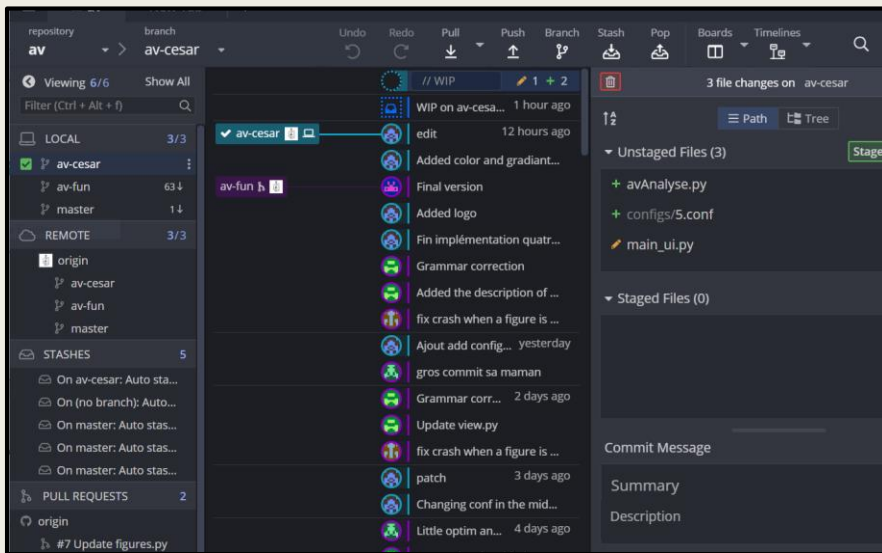 repository
av
branch
av-cesar
Undo
Redo
Pull
Push
Branch
Stash
Pop
Boards
Timelines
Viewing 6/6
Show All
Filter (Ctrl + Alt + f)
LOCAL 3/3
av-cesar
av-fun 63↓
master 1↓
REMOTE 3/3
origin
av-cesar
av-fun
master
STASHES 5
On av-cesar: Auto sta...
On (no branch): Auto...
On master: Auto stas...
On master: Auto stas...
On master: Auto stas...
PULL REQUESTS 2
origin
#7 Update figures.py
av-cesar
av-fun
// WIP 1 + 2
WIP on av-cesa... 1 hour ago
edit 12 hours ago
Added color and gradiant...
Final version
Added logo
Fin implémentation quatr...
Grammar correction
Added the description of ...
fix crash when a figure is ...
Ajout add config... yesterday
gros commit sa maman
Grammar corr... 2 days ago
Update view.py
fix crash when a figure is ...
patch 3 days ago
Changing conf in the mid...
Little optim an... 4 days ago
3 file changes on av-cesar
Path
Tree
Unstaged Files (3)
Stage
+ avAnalyse.py
+ configs/5.conf
main_ui.py
Staged Files (0)
Commit Message
Summary
Description